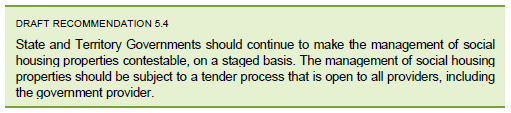 DRAFT RECOMMENDATION 5.4
State and Territory Governments should continue to make the management of social
housing properties contestable, on a staged basis. The management of social housing
properties should be subject to a tender process that is open to all providers, including
the government provider.